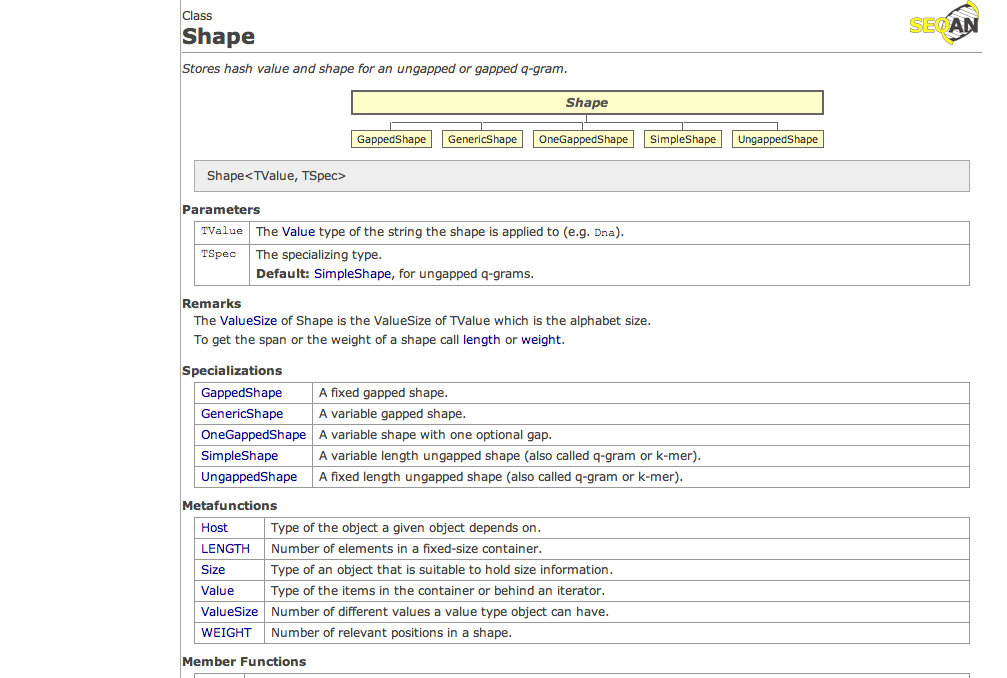 Class
Shape
SEQAN
Stores hash value and shape for an ungapped or gapped q-gram.
Shape
GappedShape GenericShape OneGappedShape SimpleShape UngappedShape
Shape<TValue, TSpec>
Parameters
TValue The Value type of the string the shape is applied to (e.g. Dna).
TSpec The specializing type.
Default: SimpleShape, for ungapped q-grams.
Remarks
The ValueSize of Shape is the ValueSize of TValue which is the alphabet size.
To get the span or the weight of a shape call length or weight.
Specializations
GappedShape A fixed gapped shape.
GenericShape A variable gapped shape.
OneGappedShape A variable shape with one optional gap.
SimpleShape A variable length ungapped shape (also called q-gram or k-mer).
UngappedShape A fixed length ungapped shape (also called q-gram or k-mer).
Metafunctions
Host Type of the object a given object depends on.
LENGTH Number of elements in a fixed-size container.
Size Type of an object that is suitable to hold size information.
Value Type of the items in the container or behind an iterator.
ValueSize Number of different values a value type object can have.
WEIGHT Number of relevant positions in a shape.
Member Functions